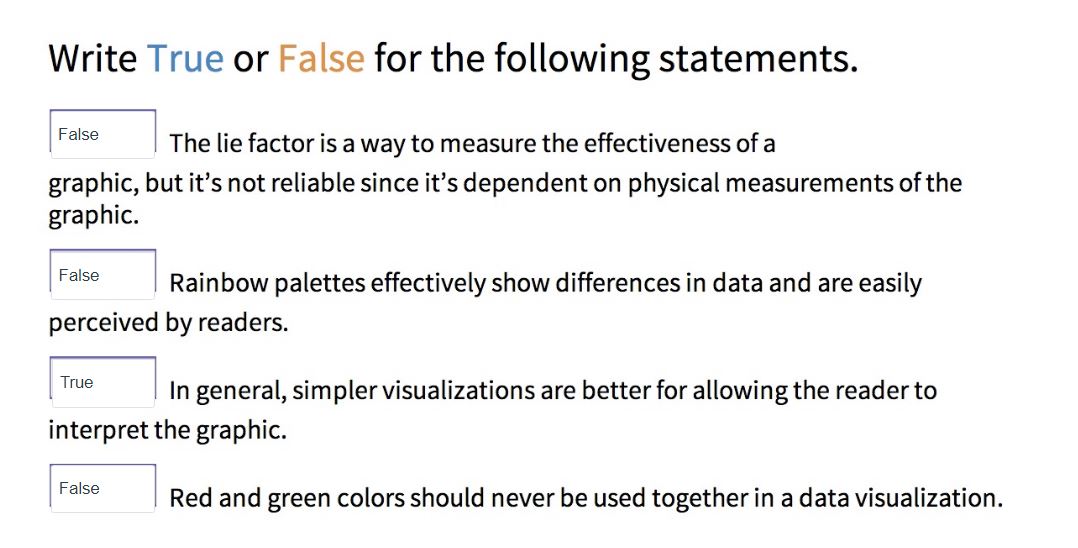 Write True or False for the following statements.
False The lie factor is a way to measure the effectiveness of a
graphic, but it’s not reliable since it’s dependent on physical measurements of the
graphic.
False Rainbow palettes effectively show differences in data and are easily
perceived by readers.
True In general, simpler visualizations are better for allowing the reader to
interpret the graphic.
False Red and green colors should never be used together in a data visualization.